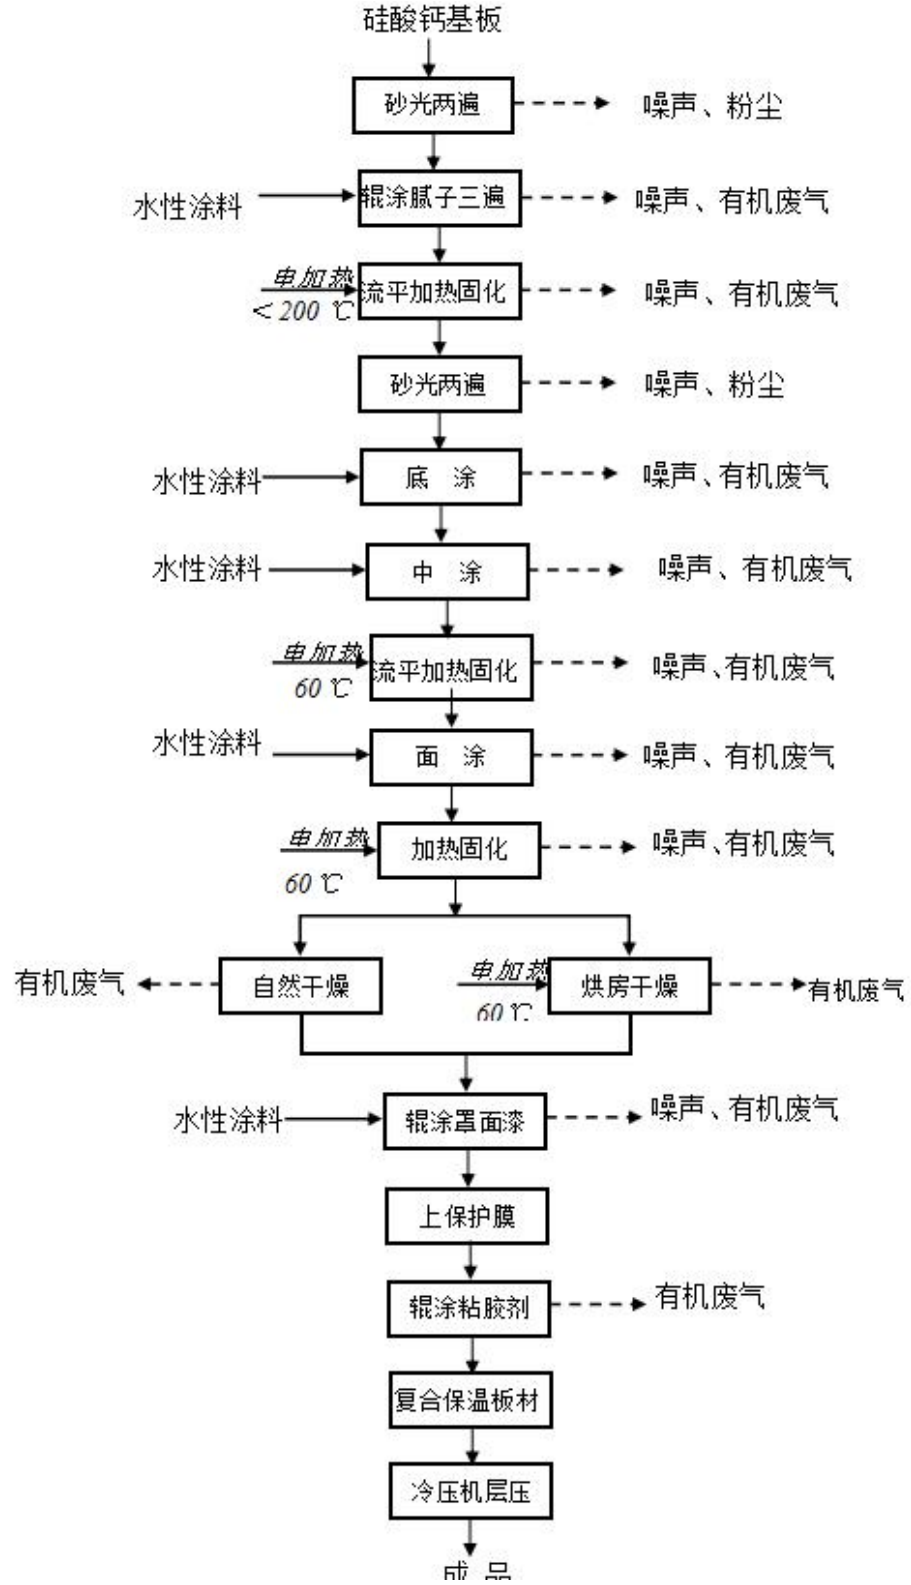 硅酸钙基板
砂光两遍
噪声、粉尘
水性涂料
辊涂腻子三遍
噪声、有机废气
电加热
<200 ℃
流平加热固化
噪声、有机废气
砂光两遍
噪声、粉尘
水性涂料
底 涂
噪声、有机废气
水性涂料
中 涂
噪声、有机废气
电加热
60 ℃
流平加热固化
噪声、有机废气
水性涂料
面 涂
噪声、有机废气
电加热
60 ℃
加热固化
噪声、有机废气
有机废气
自然干燥
电加热
60 ℃
烘房干燥
有机废气
水性涂料
辊涂罩面漆
噪声、有机废气
上保护膜
辊涂粘胶剂
有机废气
复合保温板材
冷压机层压
成 品